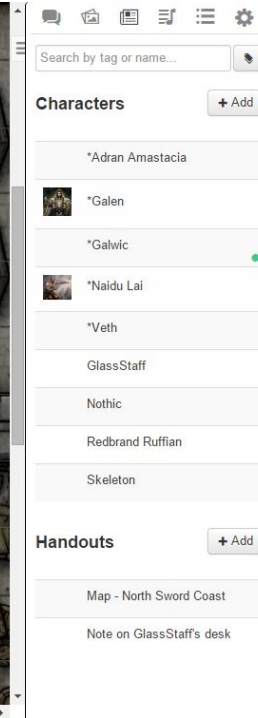 Search by tag or name...
Characters
+ Add
*Adran Amastacia
*Galen
*Galwic
*Naidu Lai
*Veth
GlassStaff
Nothic
Redbrand Ruffian
Skeleton
Handouts
+ Add
Map - North Sword Coast
Note on GlassStaff's desk